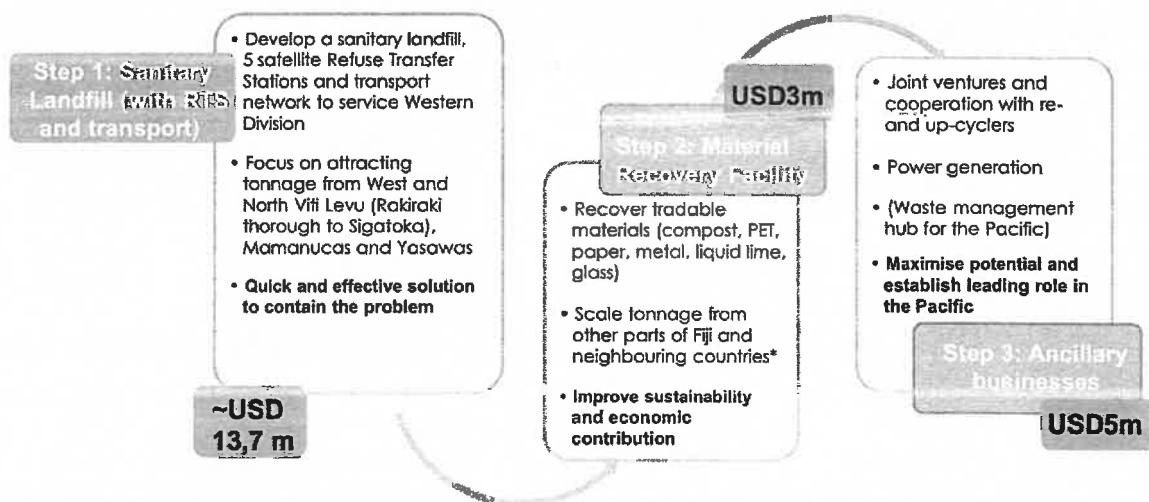 Step 1: Sanitary
Landfill (with RTS
and transport)
• Develop a sanitary landfill,
5 satellite Refuse Transfer
Stations and transport
network to service Western
Division
• Focus on attracting
tonnage from West and
North Viti Levu (Rakiraki
thorough to Sigatoka),
Mamanucas and Yasawas
• Quick and effective solution
to contain the problem
~USD
13,7 m
USD3m
Step 2: Material
Recovery Facility
• Recover tradable
materials (compost, PET,
paper, metal, liquid lime,
glass)
• Scale tonnage from
other parts of Fiji and
neighbouring countries*
• Improve sustainability
and economic
contribution
• Joint ventures and
cooperation with re-
and up-cyclers
• Power generation
• (Waste management
hub for the Pacific)
• Maximise potential and
establish leading role in
the Pacific
Step 3: Ancillary
businesses
USD5m